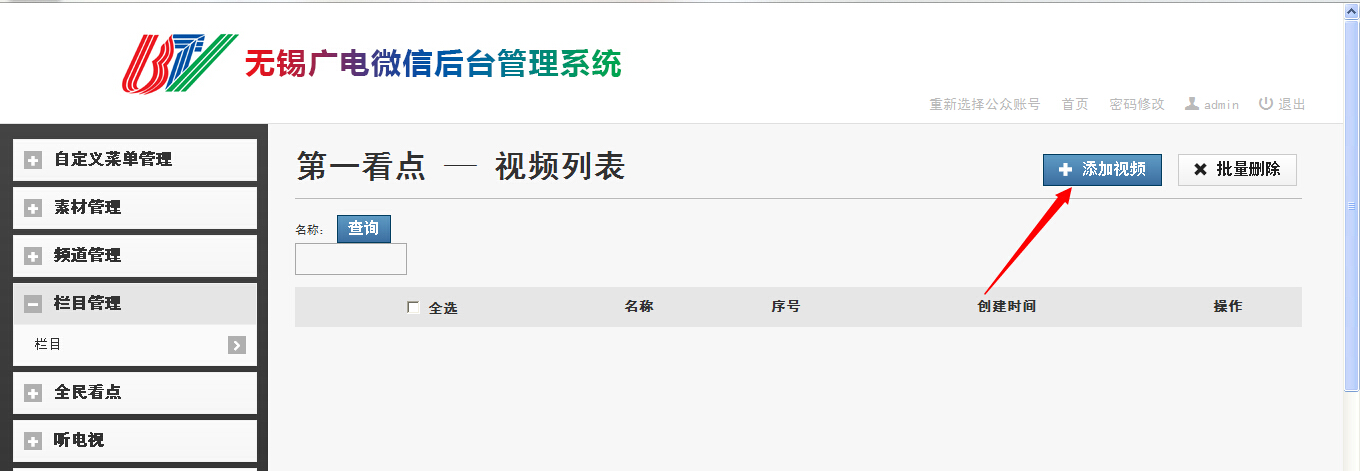 无锡广电微信后台管理系统
重新选择公众账号 首页 密码修改 admin 退出
自定义菜单管理
素材管理
频道管理
栏目管理
栏目
全民看点
听电视
第一看点 — 视频列表
添加视频 批量删除
名称: 查询
全选 名称 序号 创建时间 操作